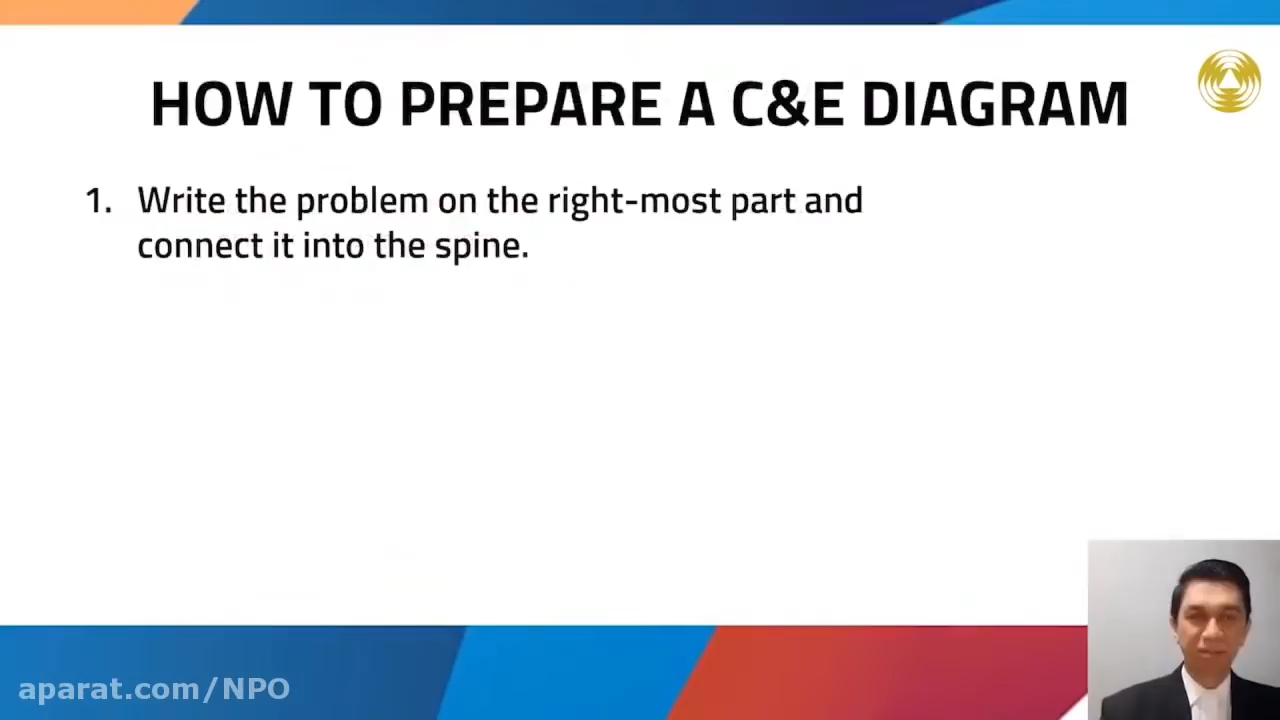 HOW TO PREPARE A C&E DIAGRAM
1. Write the problem on the right-most part and
connect it into the spine.
aparat.com/NPO